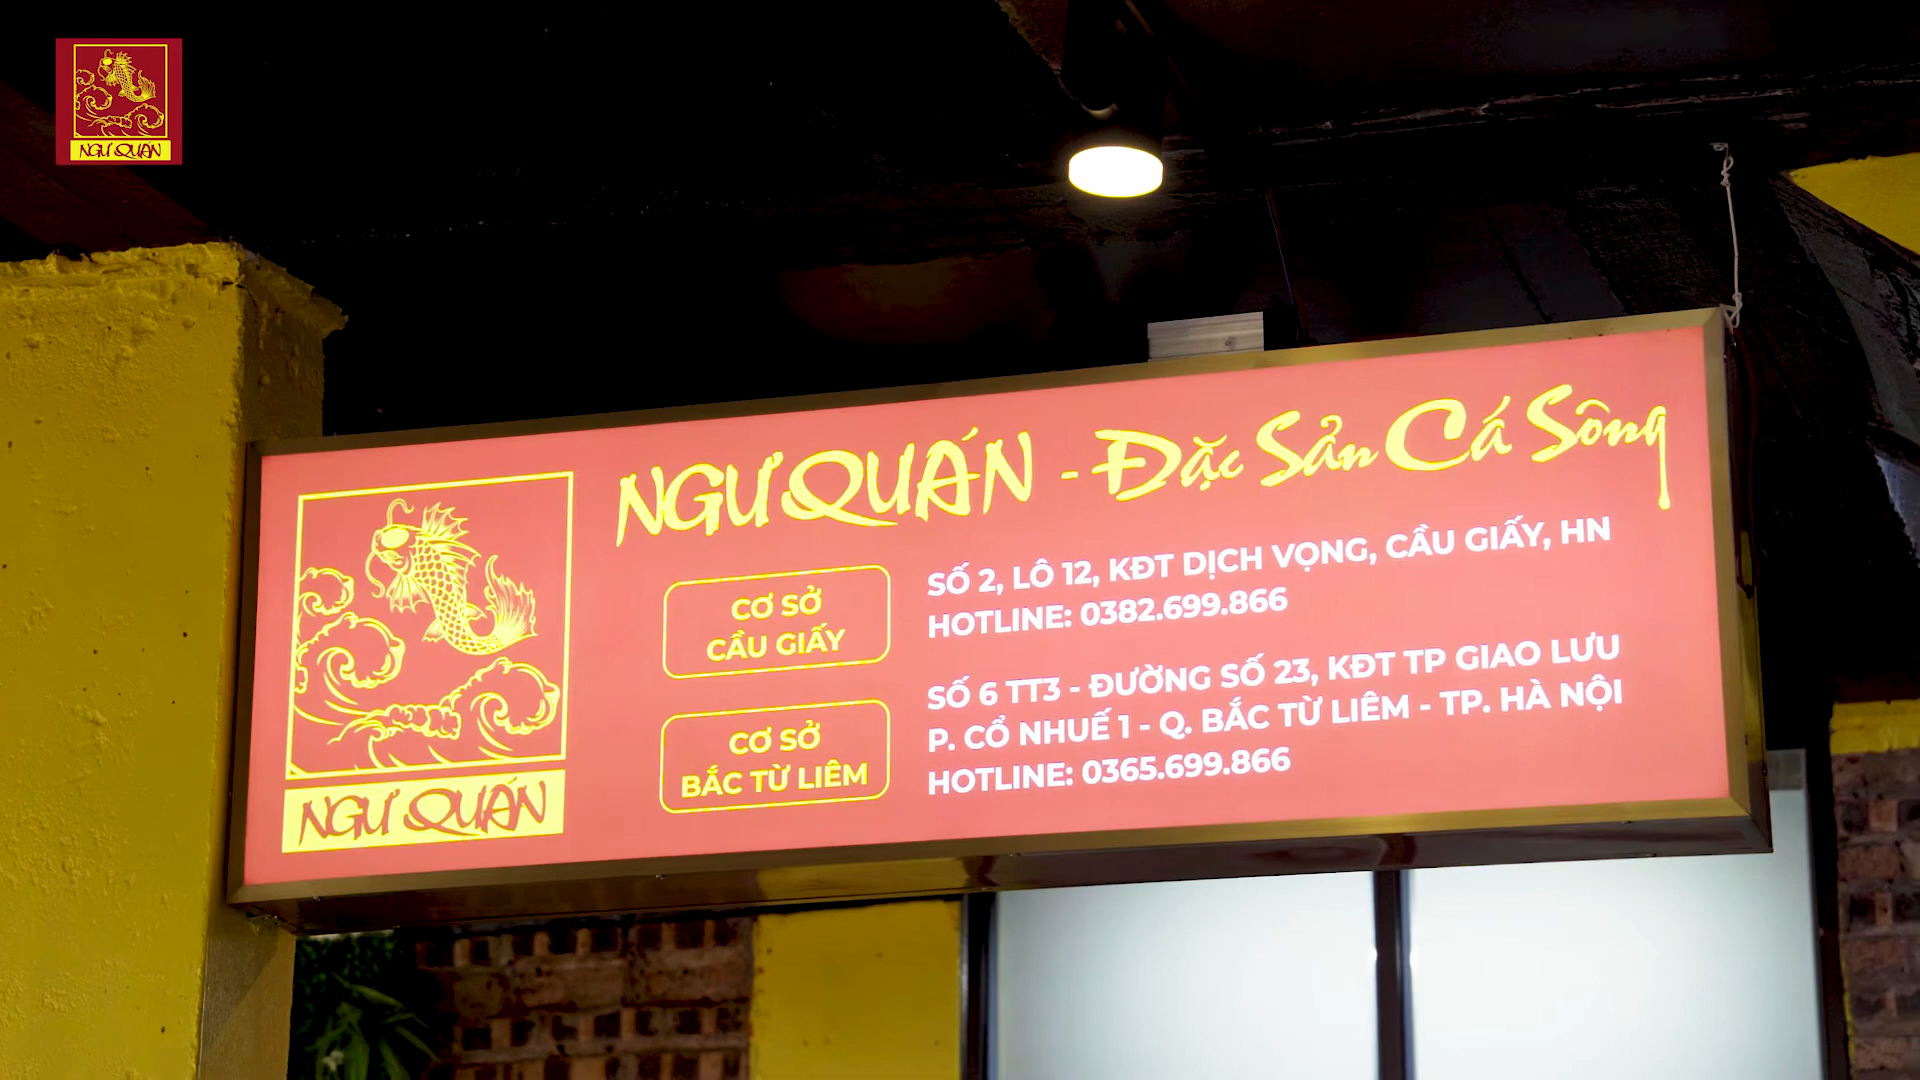 NGƯ QUÁN
NGƯ QUÁN - Đặc Sản Cá Sông
CƠ SỞ
CẦU GIẤY
SỐ 2, LÔ 12, KĐT DỊCH VỌNG, CẦU GIẤY, HN
HOTLINE: 0382.699.866
CƠ SỞ
BẮC TỪ LIÊM
SỐ 6 TT3 - ĐƯỜNG SỐ 23, KĐT TP GIAO LƯU
P. CỔ NHUẾ 1 - Q. BẮC TỪ LIÊM - TP. HÀ NỘI
HOTLINE: 0365.699.866
NGƯ QUÁN